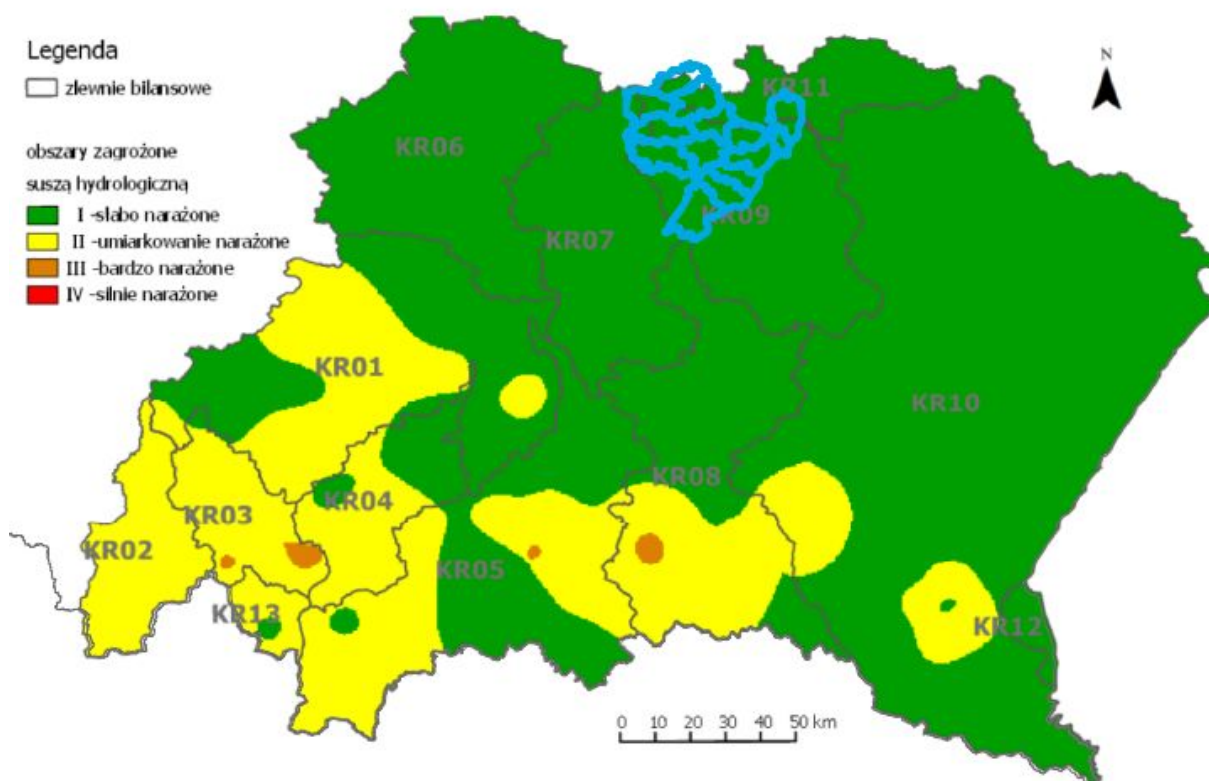 Legenda
zlewnie bilansowe
obszary zagrożone
suszą hydrologiczną
I -słabo narażone
II -umiarkowanie narażone
III -bardzo narażone
IV -silnie narażone
N
KR11
KR06
KR09
KR07
KR01
KR10
KR08
KR04
KR03
KR02
KR05
KR13
KR12
0 10 20 30 40 50 km